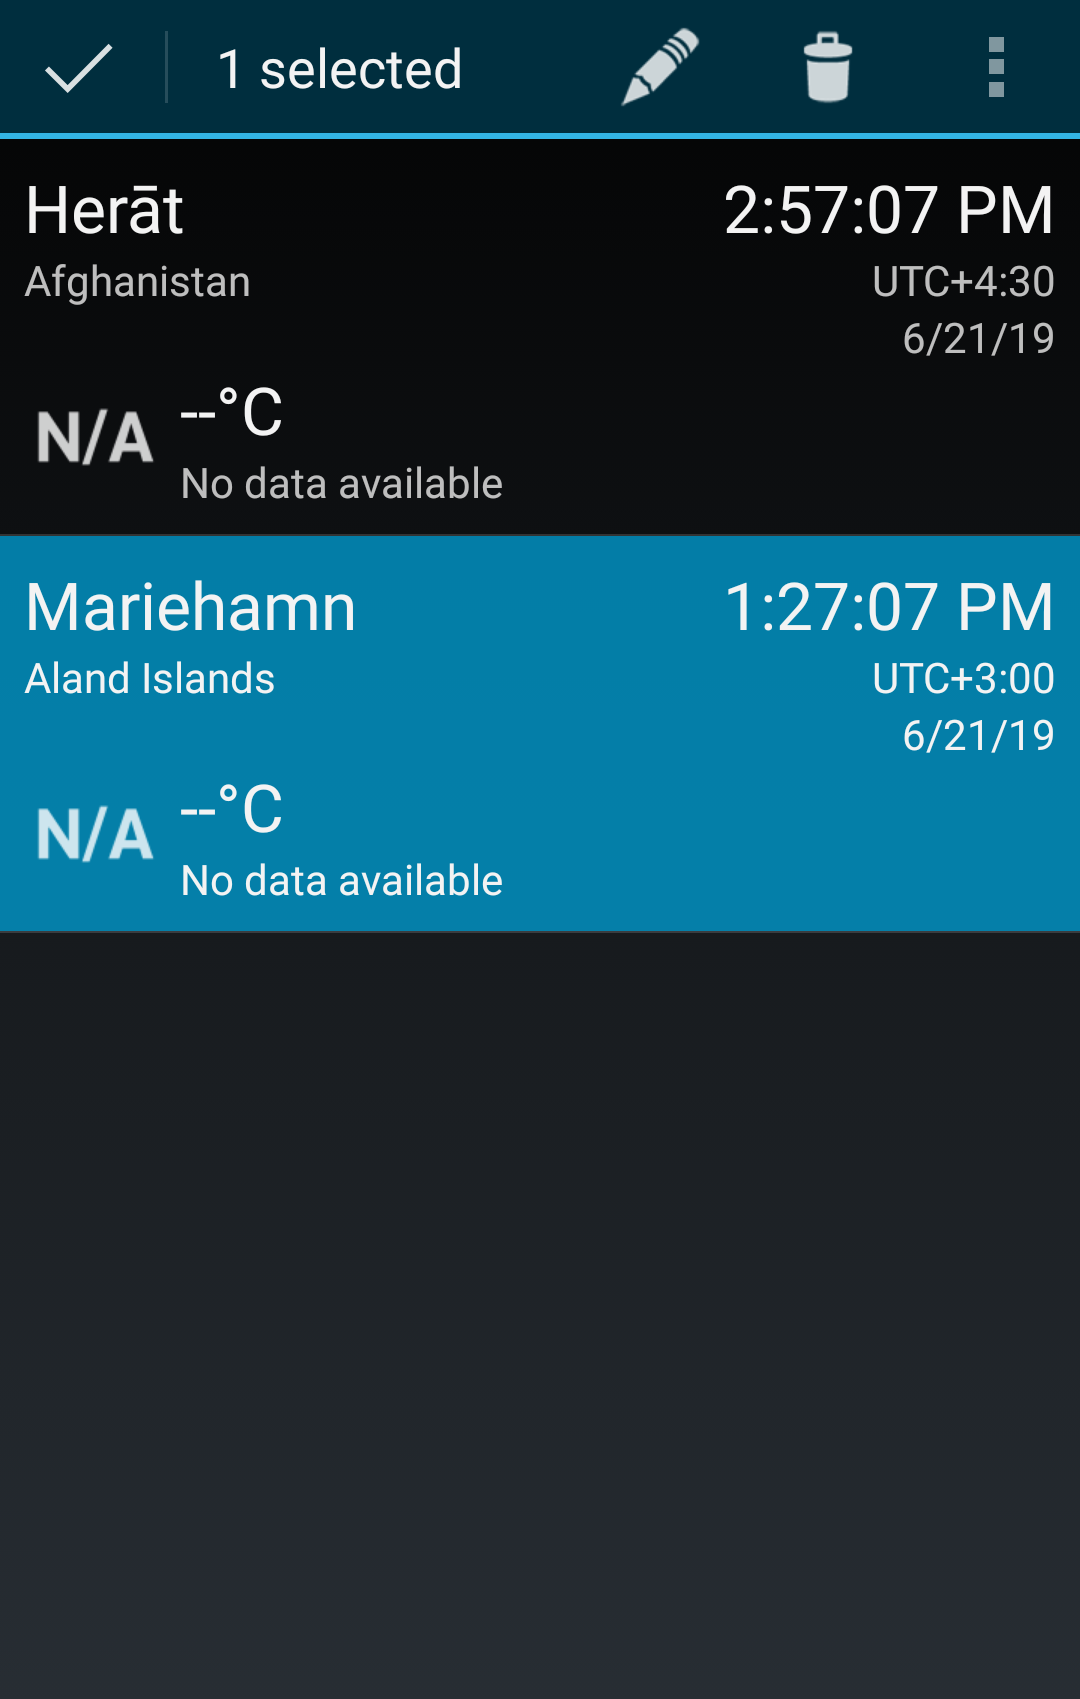 1 selected
Herāt
2:57:07 PM
Afghanistan
UTC+4:30
6/21/19
N/A
--°C
No data available
Mariehamn
1:27:07 PM
Aland Islands
UTC+3:00
6/21/19
N/A
--°C
No data available